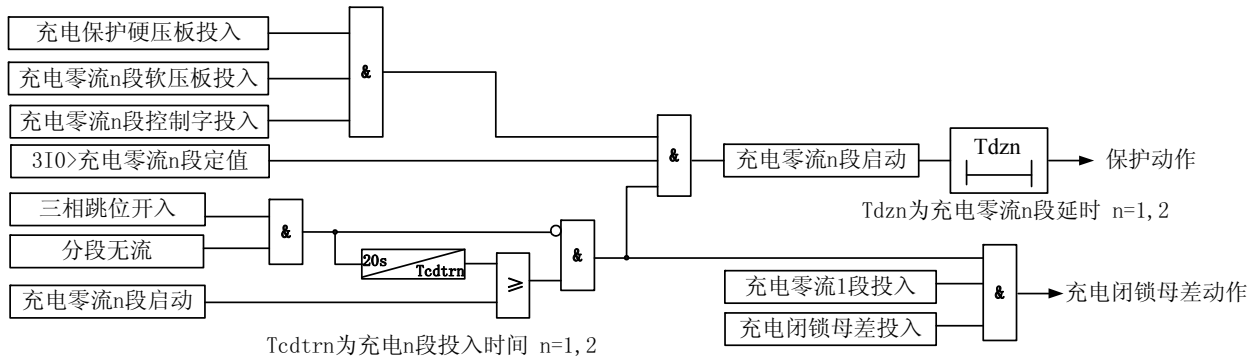 充电保护硬压板投入
&
充电零流n段软压板投入
充电零流n段控制字投入
3I0>充电零流n段定值
&
充电零流n段启动
Tdzn
保护动作
Tdzn为充电零流n段延时 n=1,2
三相跳位开入
&
分段无流
20s
Tcdtrn
≥
&
充电零流n段启动
充电零流1段投入
&
充电闭锁母差动作
充电闭锁母差投入
Tcdtrn为充电n段投入时间 n=1,2